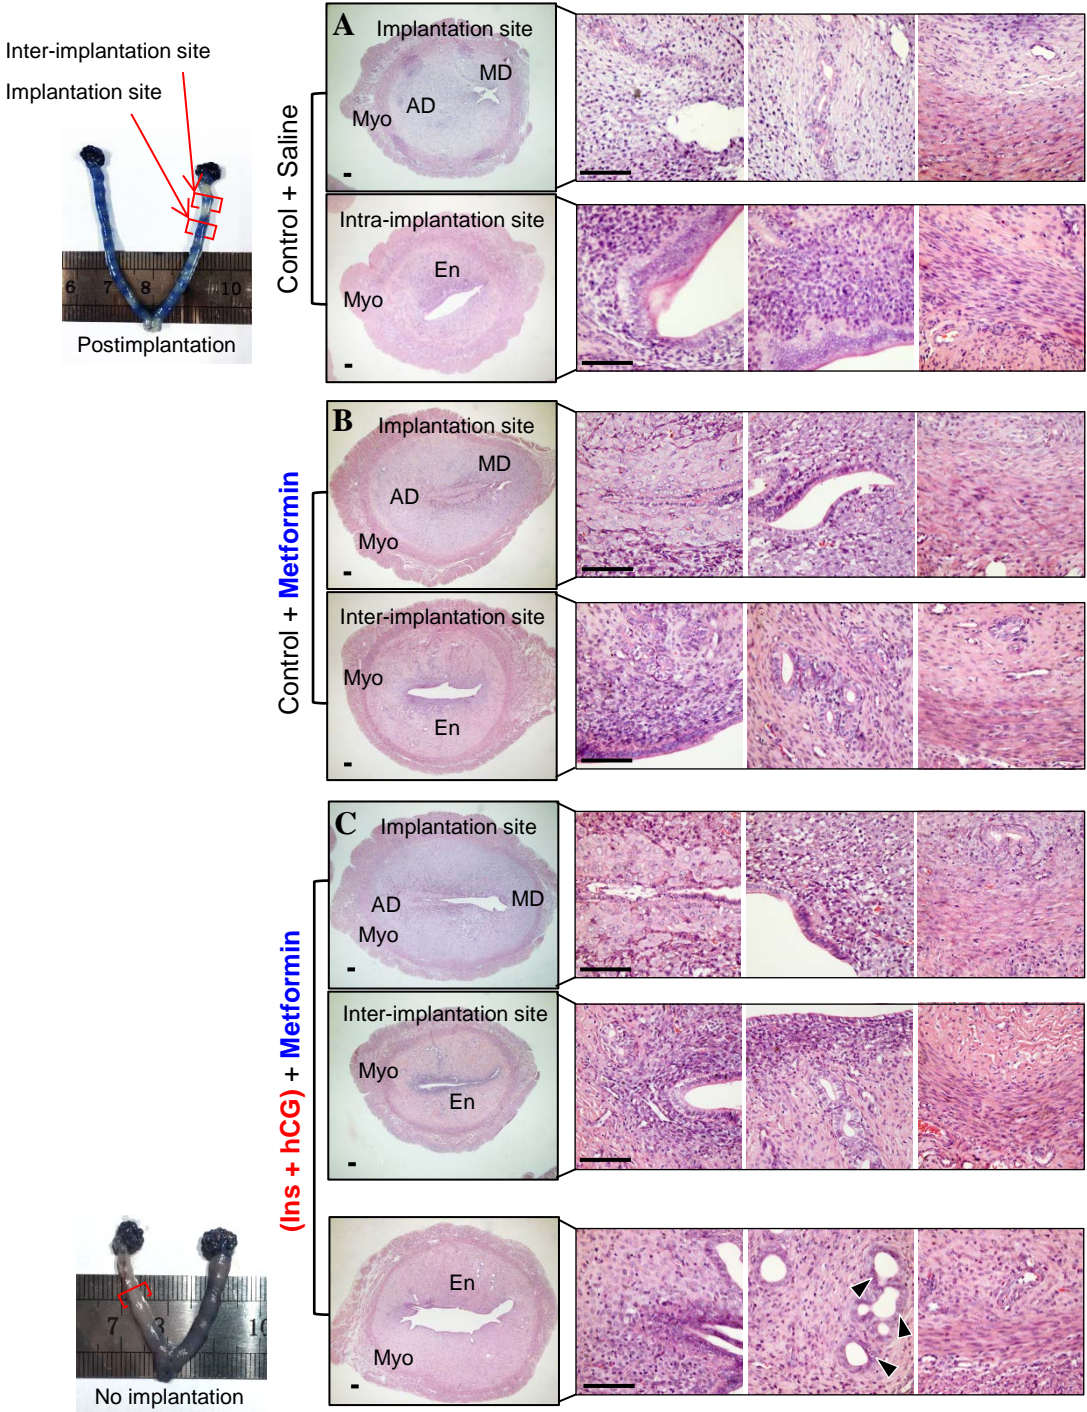 Inter-implantation site
Implantation site
6 7 8 10
Postimplantation
Control + Saline
A
Implantation site
MD
AD
Myo
Intra-implantation site
En
Myo
Control + Metformin
B
Implantation site
MD
AD
Myo
Inter-implantation site
Myo
En
(Ins + hCG) + Metformin
C
Implantation site
AD
MD
Myo
Inter-implantation site
Myo
En
En
Myo
7
No implantation